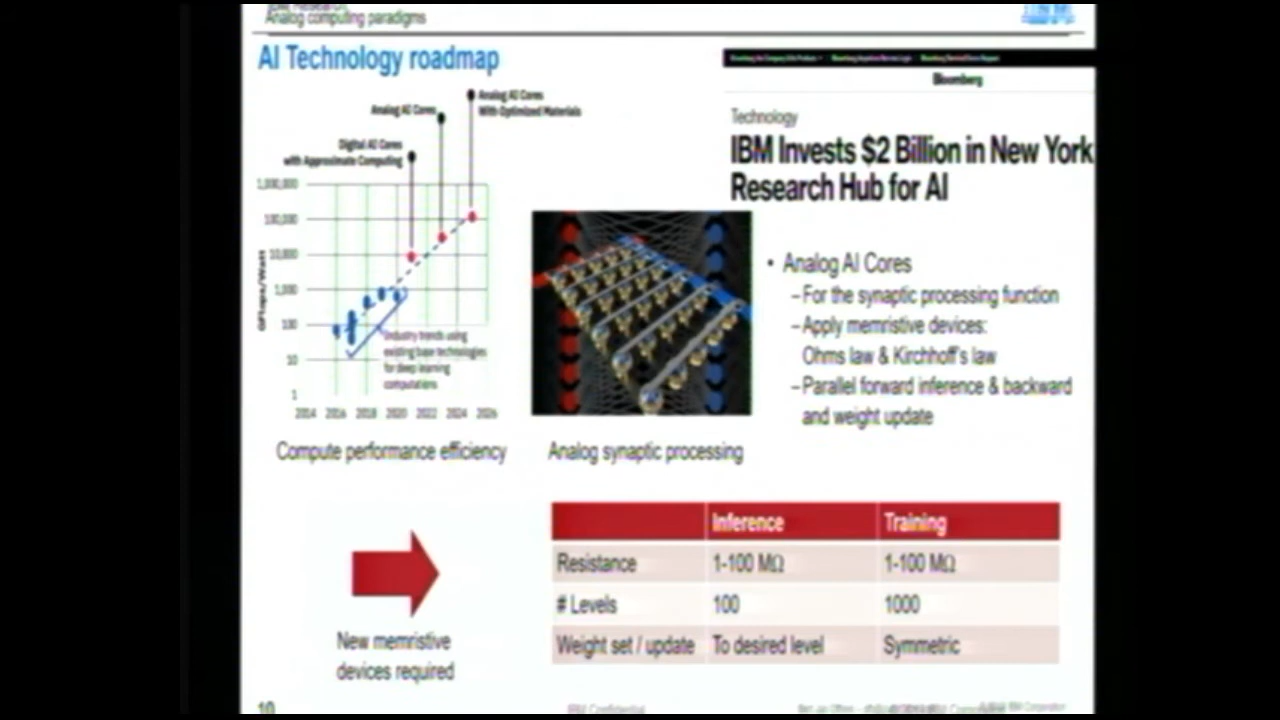 IBM Research
Analog computing paradigms
IBM
AI Technology roadmap
Bloomberg
Technology
IBM Invests $2 Billion in New York
Research Hub for AI
Analog AI Cores
Analog AI Cores
With Optimized Materials
Digital AI Cores
with Approximate Computing
1,000,000
100,000
10,000
1,000
100
10
1
GFlops/Watt
2014 2016 2018 2020 2022 2024 2026
Industry trends using
existing base technologies
for deep learning
computations
Compute performance efficiency
Analog synaptic processing
• Analog AI Cores
– For the synaptic processing function
– Apply memristive devices:
Ohms law & Kirchhoff's law
– Parallel forward inference & backward
and weight update
New memristive
devices required
Inference Training
Resistance 1-100 MΩ 1-100 MΩ
# Levels 100 1000
Weight set / update To desired level Symmetric
10
IBM Confidential